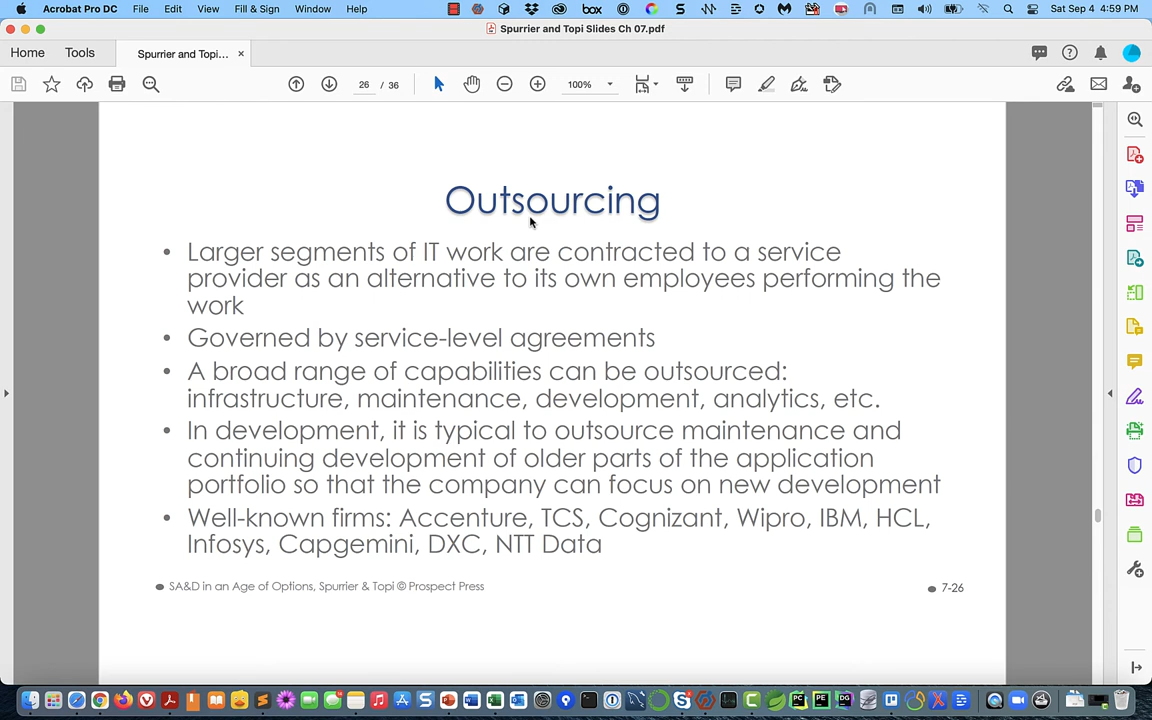 Acrobat Pro DC File Edit View Fill & Sign Window Help box Sat Sep 4 4:59 PM
Spurrier and Topi Slides Ch 07.pdf
Home Tools Spurrier and Topi... ×
26 / 36 100%
Outsourcing
• Larger segments of IT work are contracted to a service
provider as an alternative to its own employees performing the
work
• Governed by service-level agreements
• A broad range of capabilities can be outsourced:
infrastructure, maintenance, development, analytics, etc.
• In development, it is typical to outsource maintenance and
continuing development of older parts of the application
portfolio so that the company can focus on new development
• Well-known firms: Accenture, TCS, Cognizant, Wipro, IBM, HCL,
Infosys, Capgemini, DXC, NTT Data
SA&D in an Age of Options, Spurrier & Topi © Prospect Press 7-26